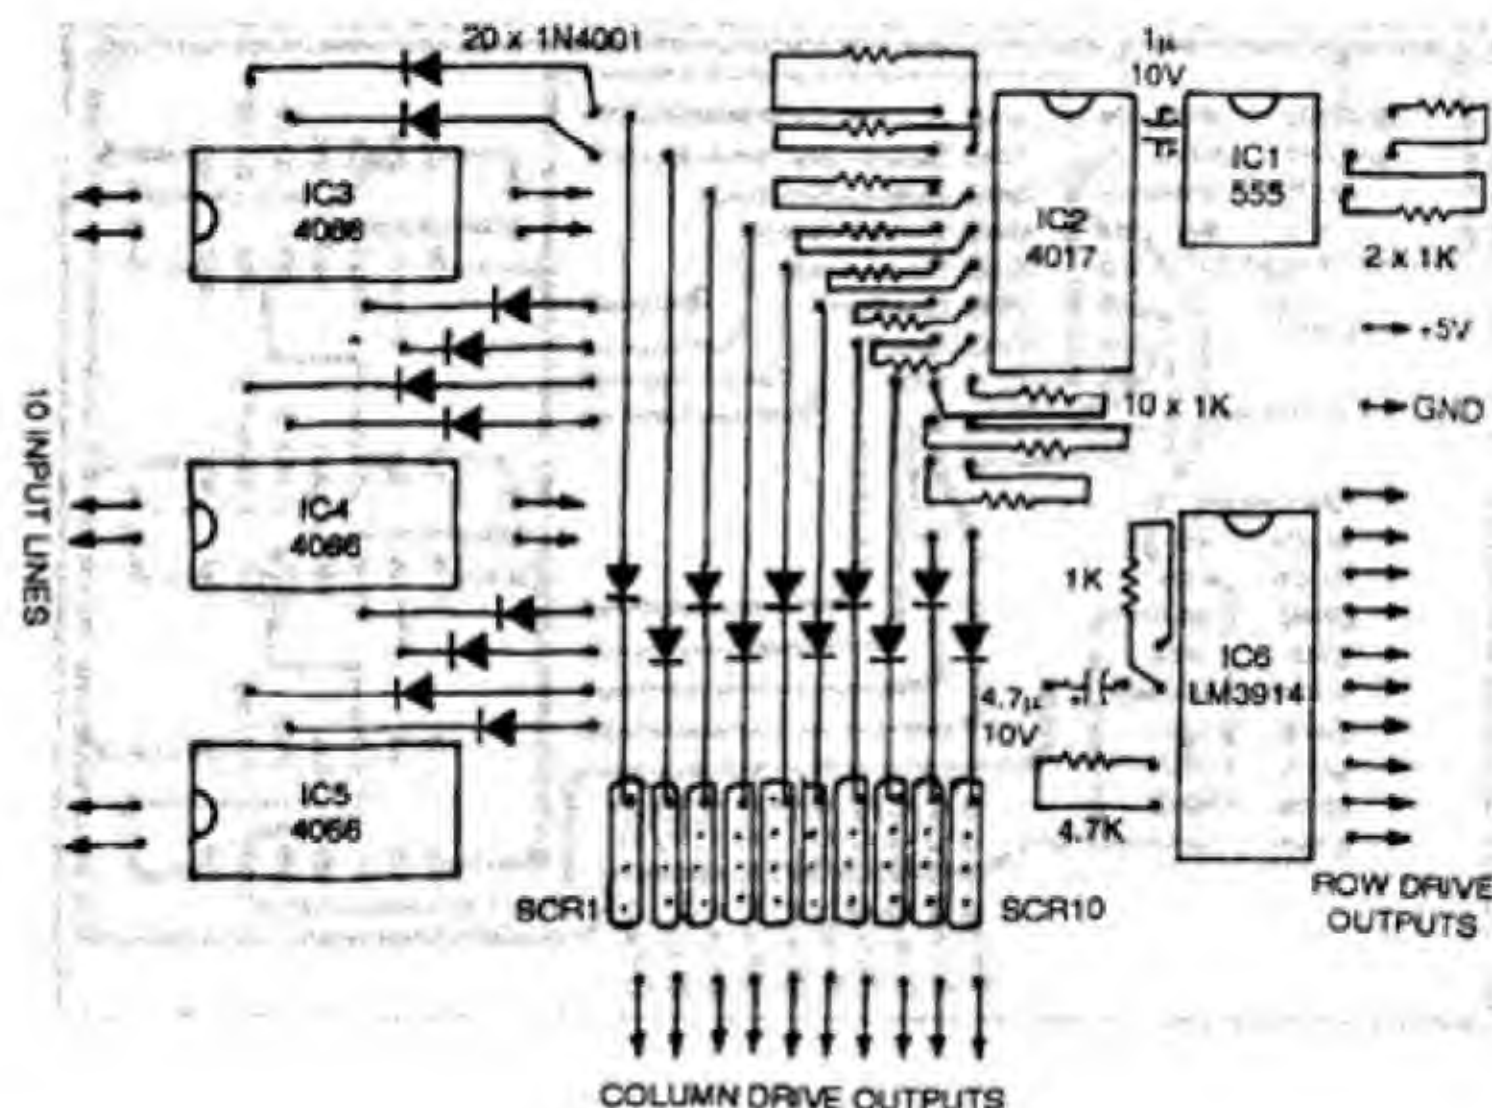 20 x 1N4001
1µ
10V
IC3
4066
IC2
4017
IC1
555
2 x 1K
+5V
10 x 1K
GND
10 INPUT LINES
IC4
4066
1K
IC6
LM3914
4.7µ
10V
IC5
4066
4.7K
SCR1
SCR10
ROW DRIVE
OUTPUTS
COLUMN DRIVE OUTPUTS